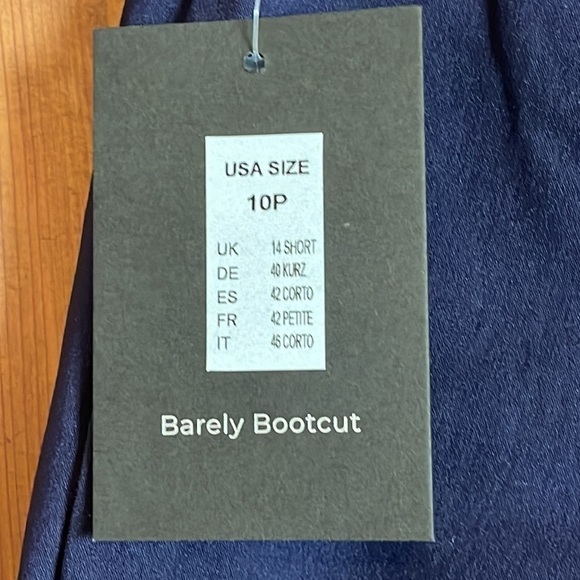 USA SIZE
10P
UK 14 SHORT
DE 40 KURZ
ES 42 CORTO
FR 42 PETITE
IT 46 CORTO
Barely Bootcut